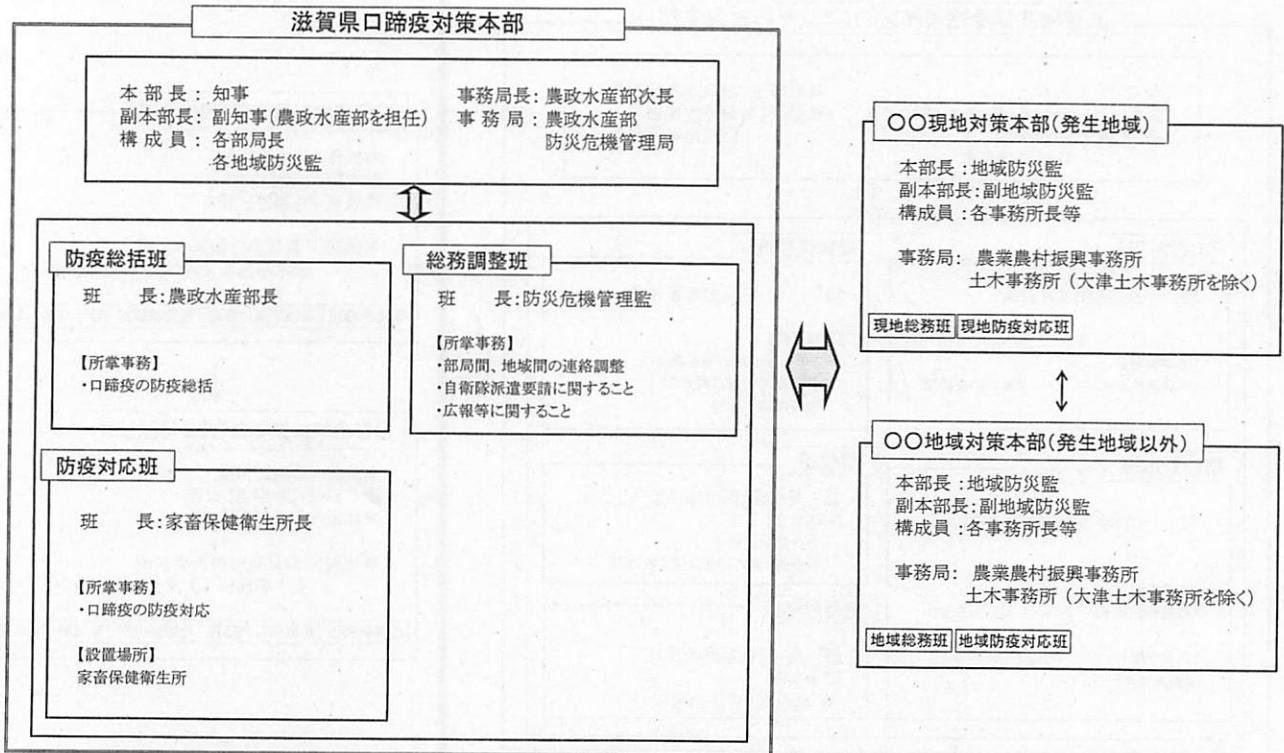 滋賀県口蹄疫対策本部
本部長：知事
副本部長：副知事（農政水産部を担任）
構成員：各部局長
各地域防災監
事務局長：農政水産部次長
事務局：農政水産部
防災危機管理局
防疫総括班
班　　長：農政水産部長
【所掌事務】
・口蹄疫の防疫総括
総務調整班
班　　長：防災危機管理監
【所掌事務】
・部局間、地域間の連絡調整
・自衛隊派遣要請に関すること
・広報等に関すること
防疫対応班
班　　長：家畜保健衛生所長
【所掌事務】
・口蹄疫の防疫対応
【設置場所】
家畜保健衛生所
〇〇現地対策本部（発生地域）
本部長：地域防災監
副本部長：副地域防災監
構成員：各事務所長等
事務局：　農業農村振興事務所
土木事務所（大津土木事務所を除く）
現地総務班 現地防疫対応班
〇〇地域対策本部（発生地域以外）
本部長：地域防災監
副本部長：副地域防災監
構成員：各事務所長等
事務局：　農業農村振興事務所
土木事務所（大津土木事務所を除く）
地域総務班 地域防疫対応班